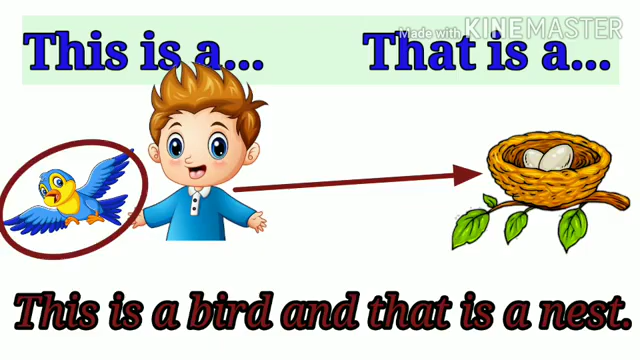 Made with KINEMASTER
This is a... That is a...
This is a bird and that is a nest.